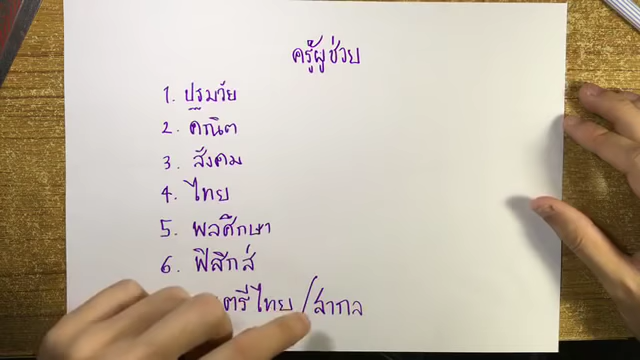 ครูผู้ช่วย
1. ปฐมวัย
2. คณิต
3. สังคม
4. ไทย
5. พลศึกษา
6. ฟิสิกส์
ตรีไทย/สากล